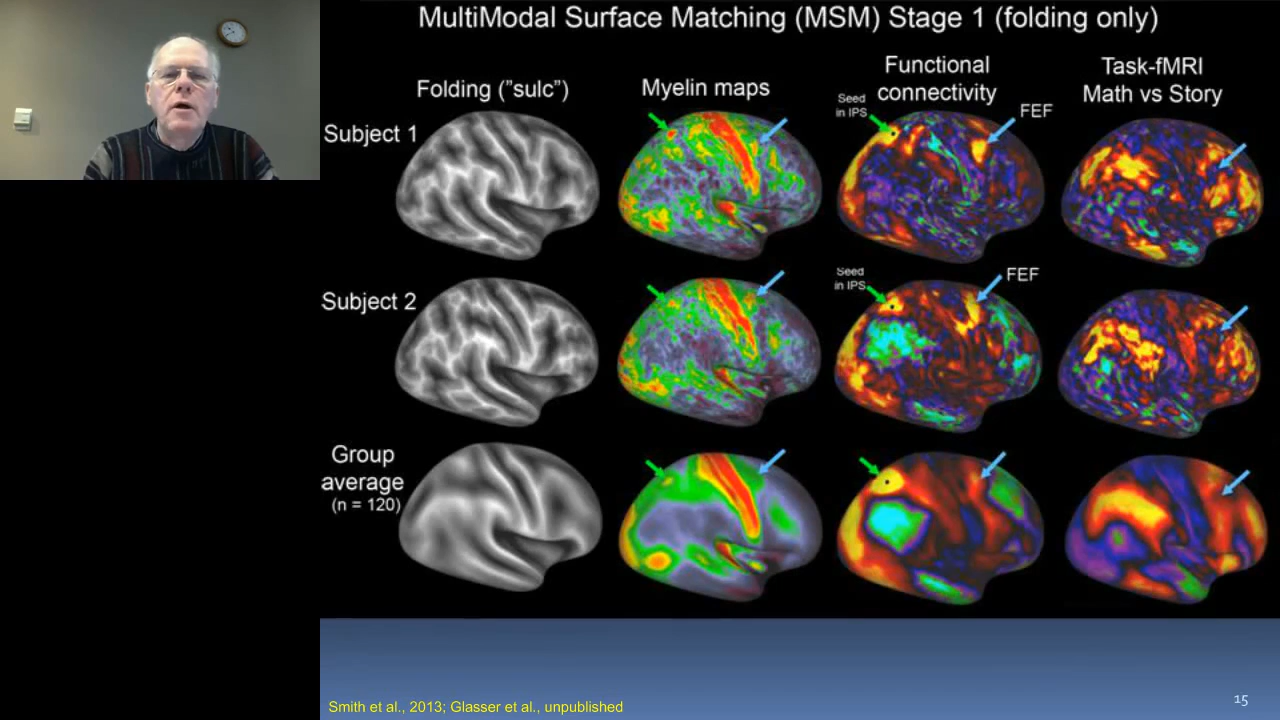 MultiModal Surface Matching (MSM) Stage 1 (folding only)
Folding ("sulc")
Myelin maps
Functional
connectivity
Task-fMRI
Math vs Story
Subject 1
Seed
in IPS
FEF
Subject 2
Seed
in IPS
FEF
Group
average
(n = 120)
Smith et al., 2013; Glasser et al., unpublished
15